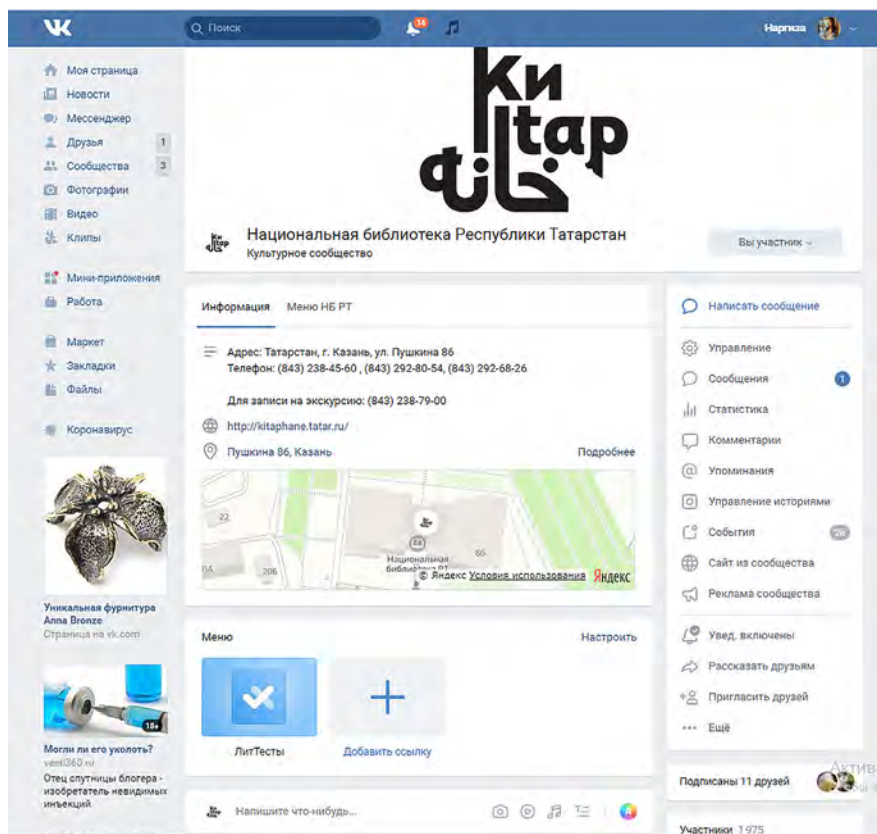 Поиск
14
Наргиза
Моя страница
Новости
Мессенджер
Друзья 1
Сообщества 3
Фотографии
Видео
Клипы
Мини-приложения
Работа
Маркет
Закладки
Файлы
Коронавирус
Уникальная фурнитура
Anna Bronze
Страница на vk.com
18+
Могли ли его уколоть?
vesti360.ru
Отец спутницы блогера -
изобретатель невидимых
инъекций
Ки
tap
خانه
Национальная библиотека Республики Татарстан
Культурное сообщество
Вы участник
Информация Меню НБ РТ
Адрес: Татарстан, г. Казань, ул. Пушкина 86
Телефон: (843) 238-45-60 , (843) 292-80-54, (843) 292-68-26
Для записи на экскурсию: (843) 238-79-00
http://kitaphane.tatar.ru/
Пушкина 86, Казань Подробнее
22
20Б
86
Национальная
библиотека РТ
© Яндекс Условия использования Яндекс
Меню Настроить
ЛитТесты Добавить ссылку
Напишите что-нибудь...
Написать сообщение
Управление
Сообщения 1
Статистика
Комментарии
Упоминания
Управление историями
События 26
Сайт из сообщества
Реклама сообщества
Увед. включены
Рассказать друзьям
Пригласить друзей
Ещё
Подписаны 11 друзей
Участники 1 975